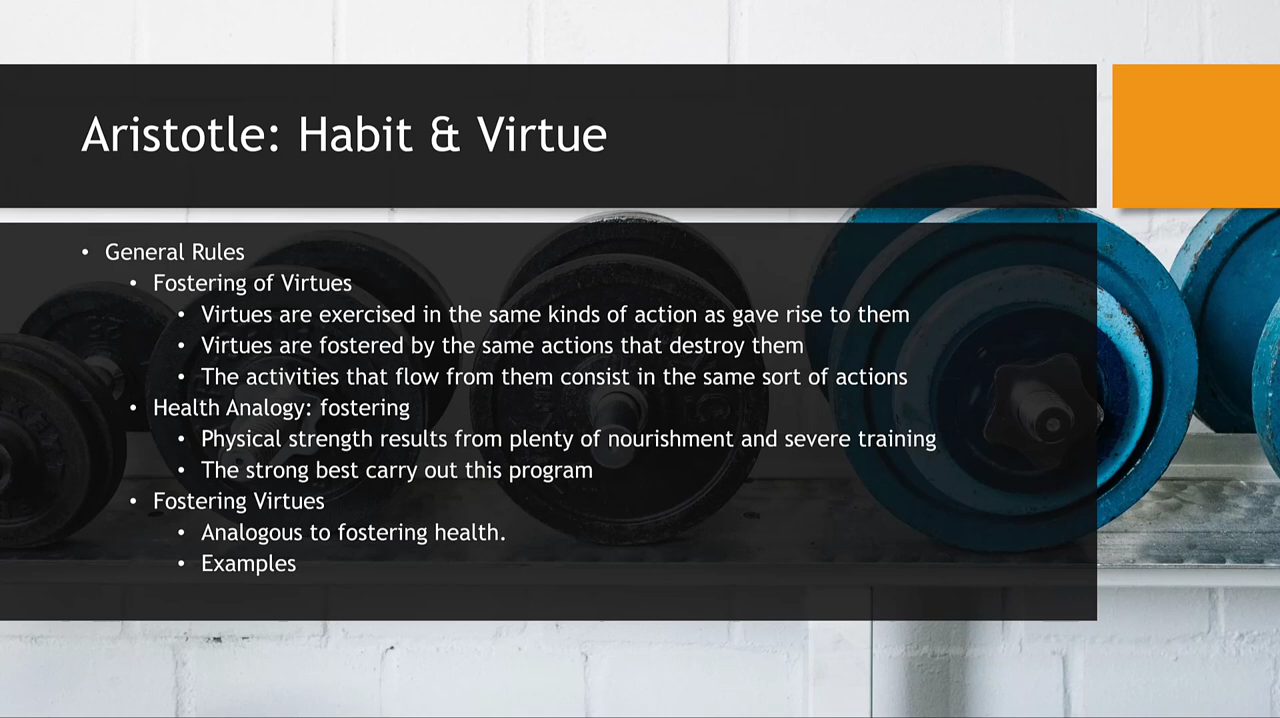 Aristotle: Habit & Virtue
• General Rules
• Fostering of Virtues
• Virtues are exercised in the same kinds of action as gave rise to them
• Virtues are fostered by the same actions that destroy them
• The activities that flow from them consist in the same sort of actions
• Health Analogy: fostering
• Physical strength results from plenty of nourishment and severe training
• The strong best carry out this program
• Fostering Virtues
• Analogous to fostering health.
• Examples